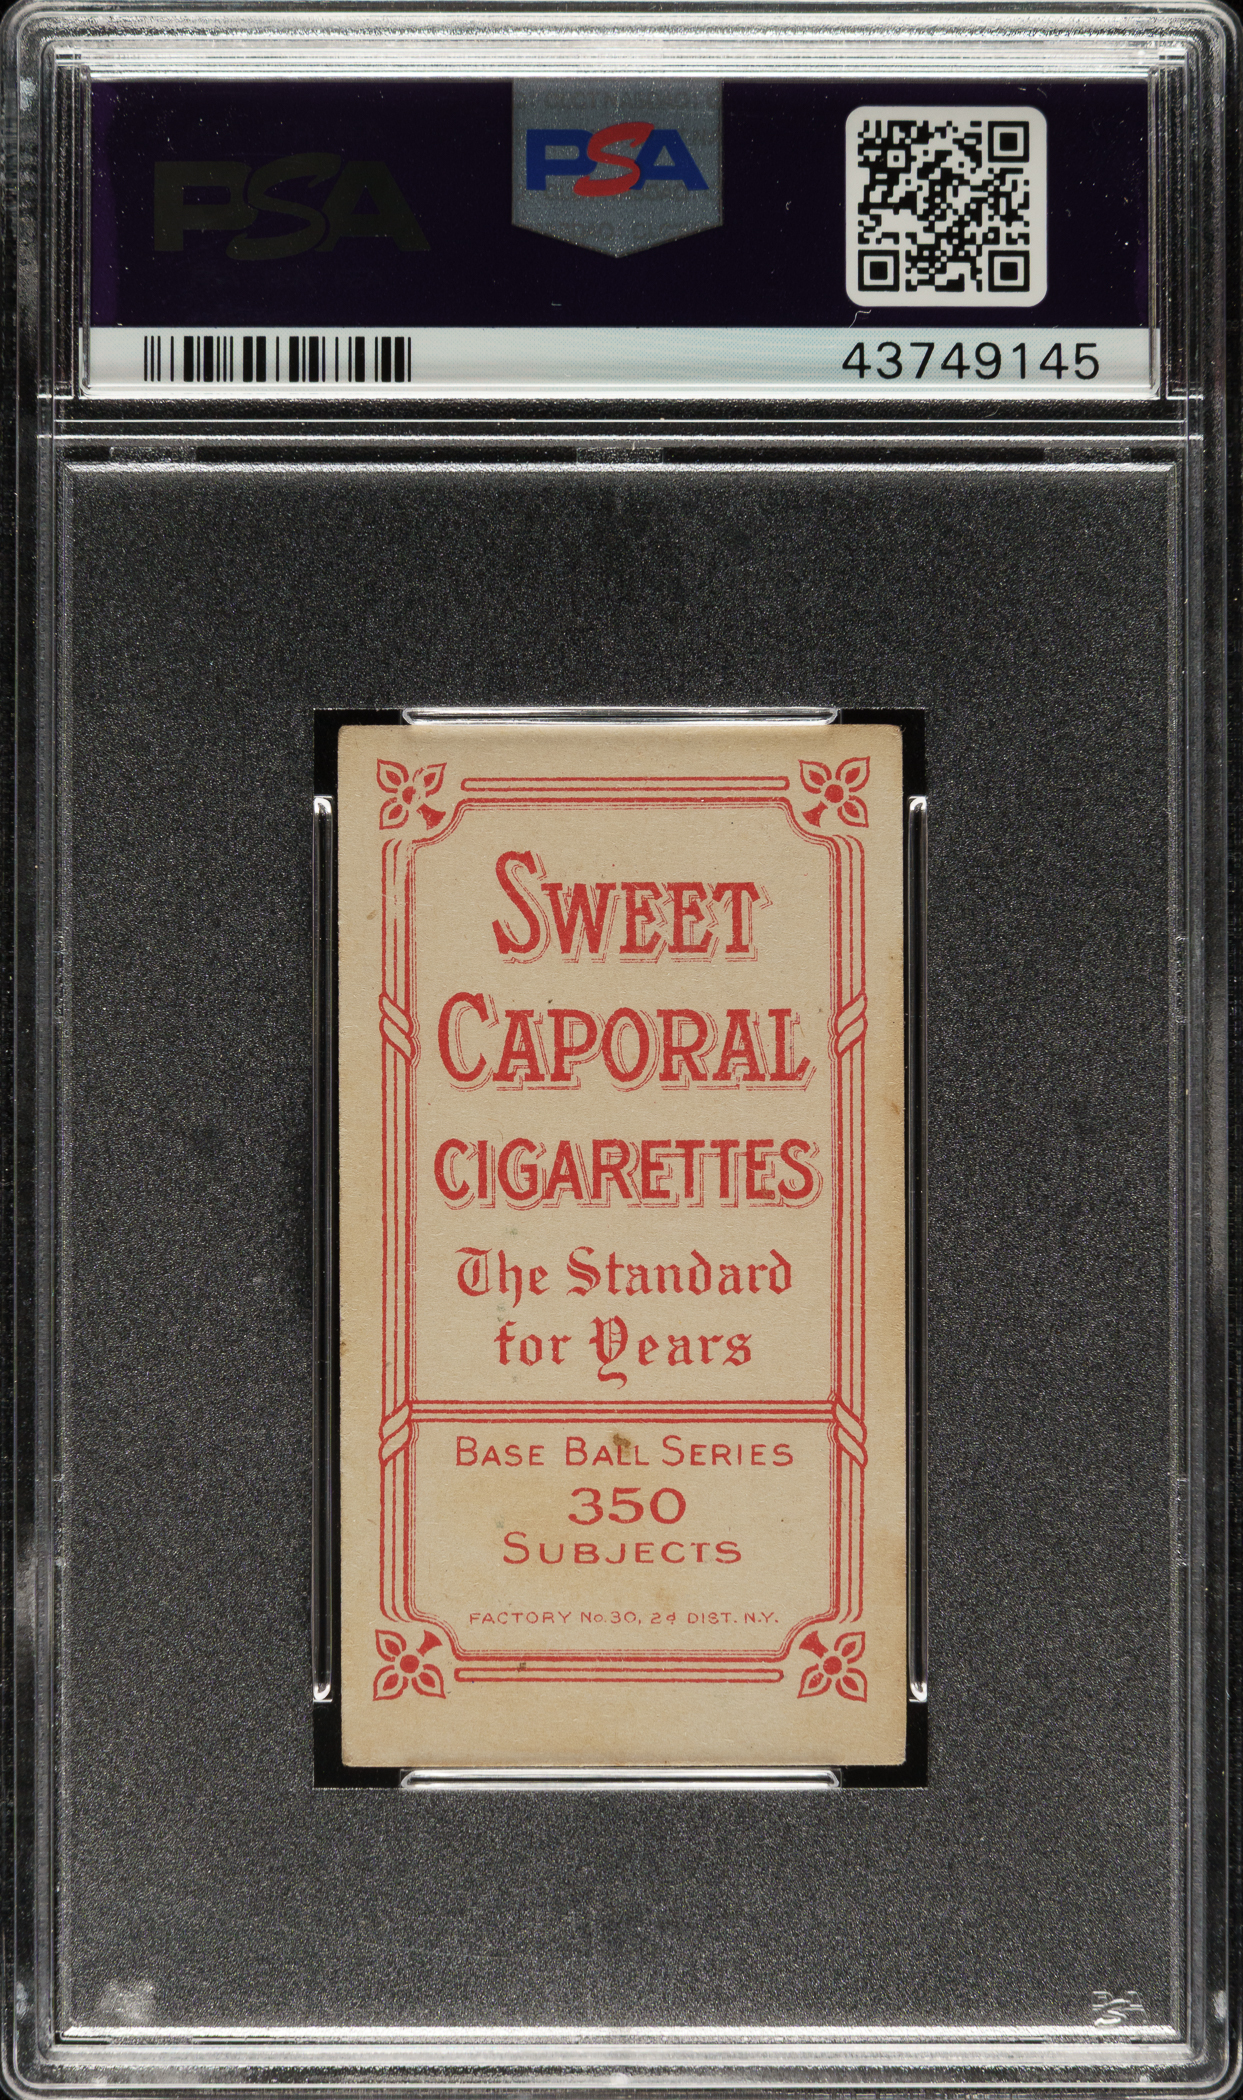 PSA
PSA
43749145
SWEET
CAPORAL
CIGARETTES
The Standard
for Years
BASE BALL SERIES
350
SUBJECTS
FACTORY No. 30, 2d DIST. N.Y.